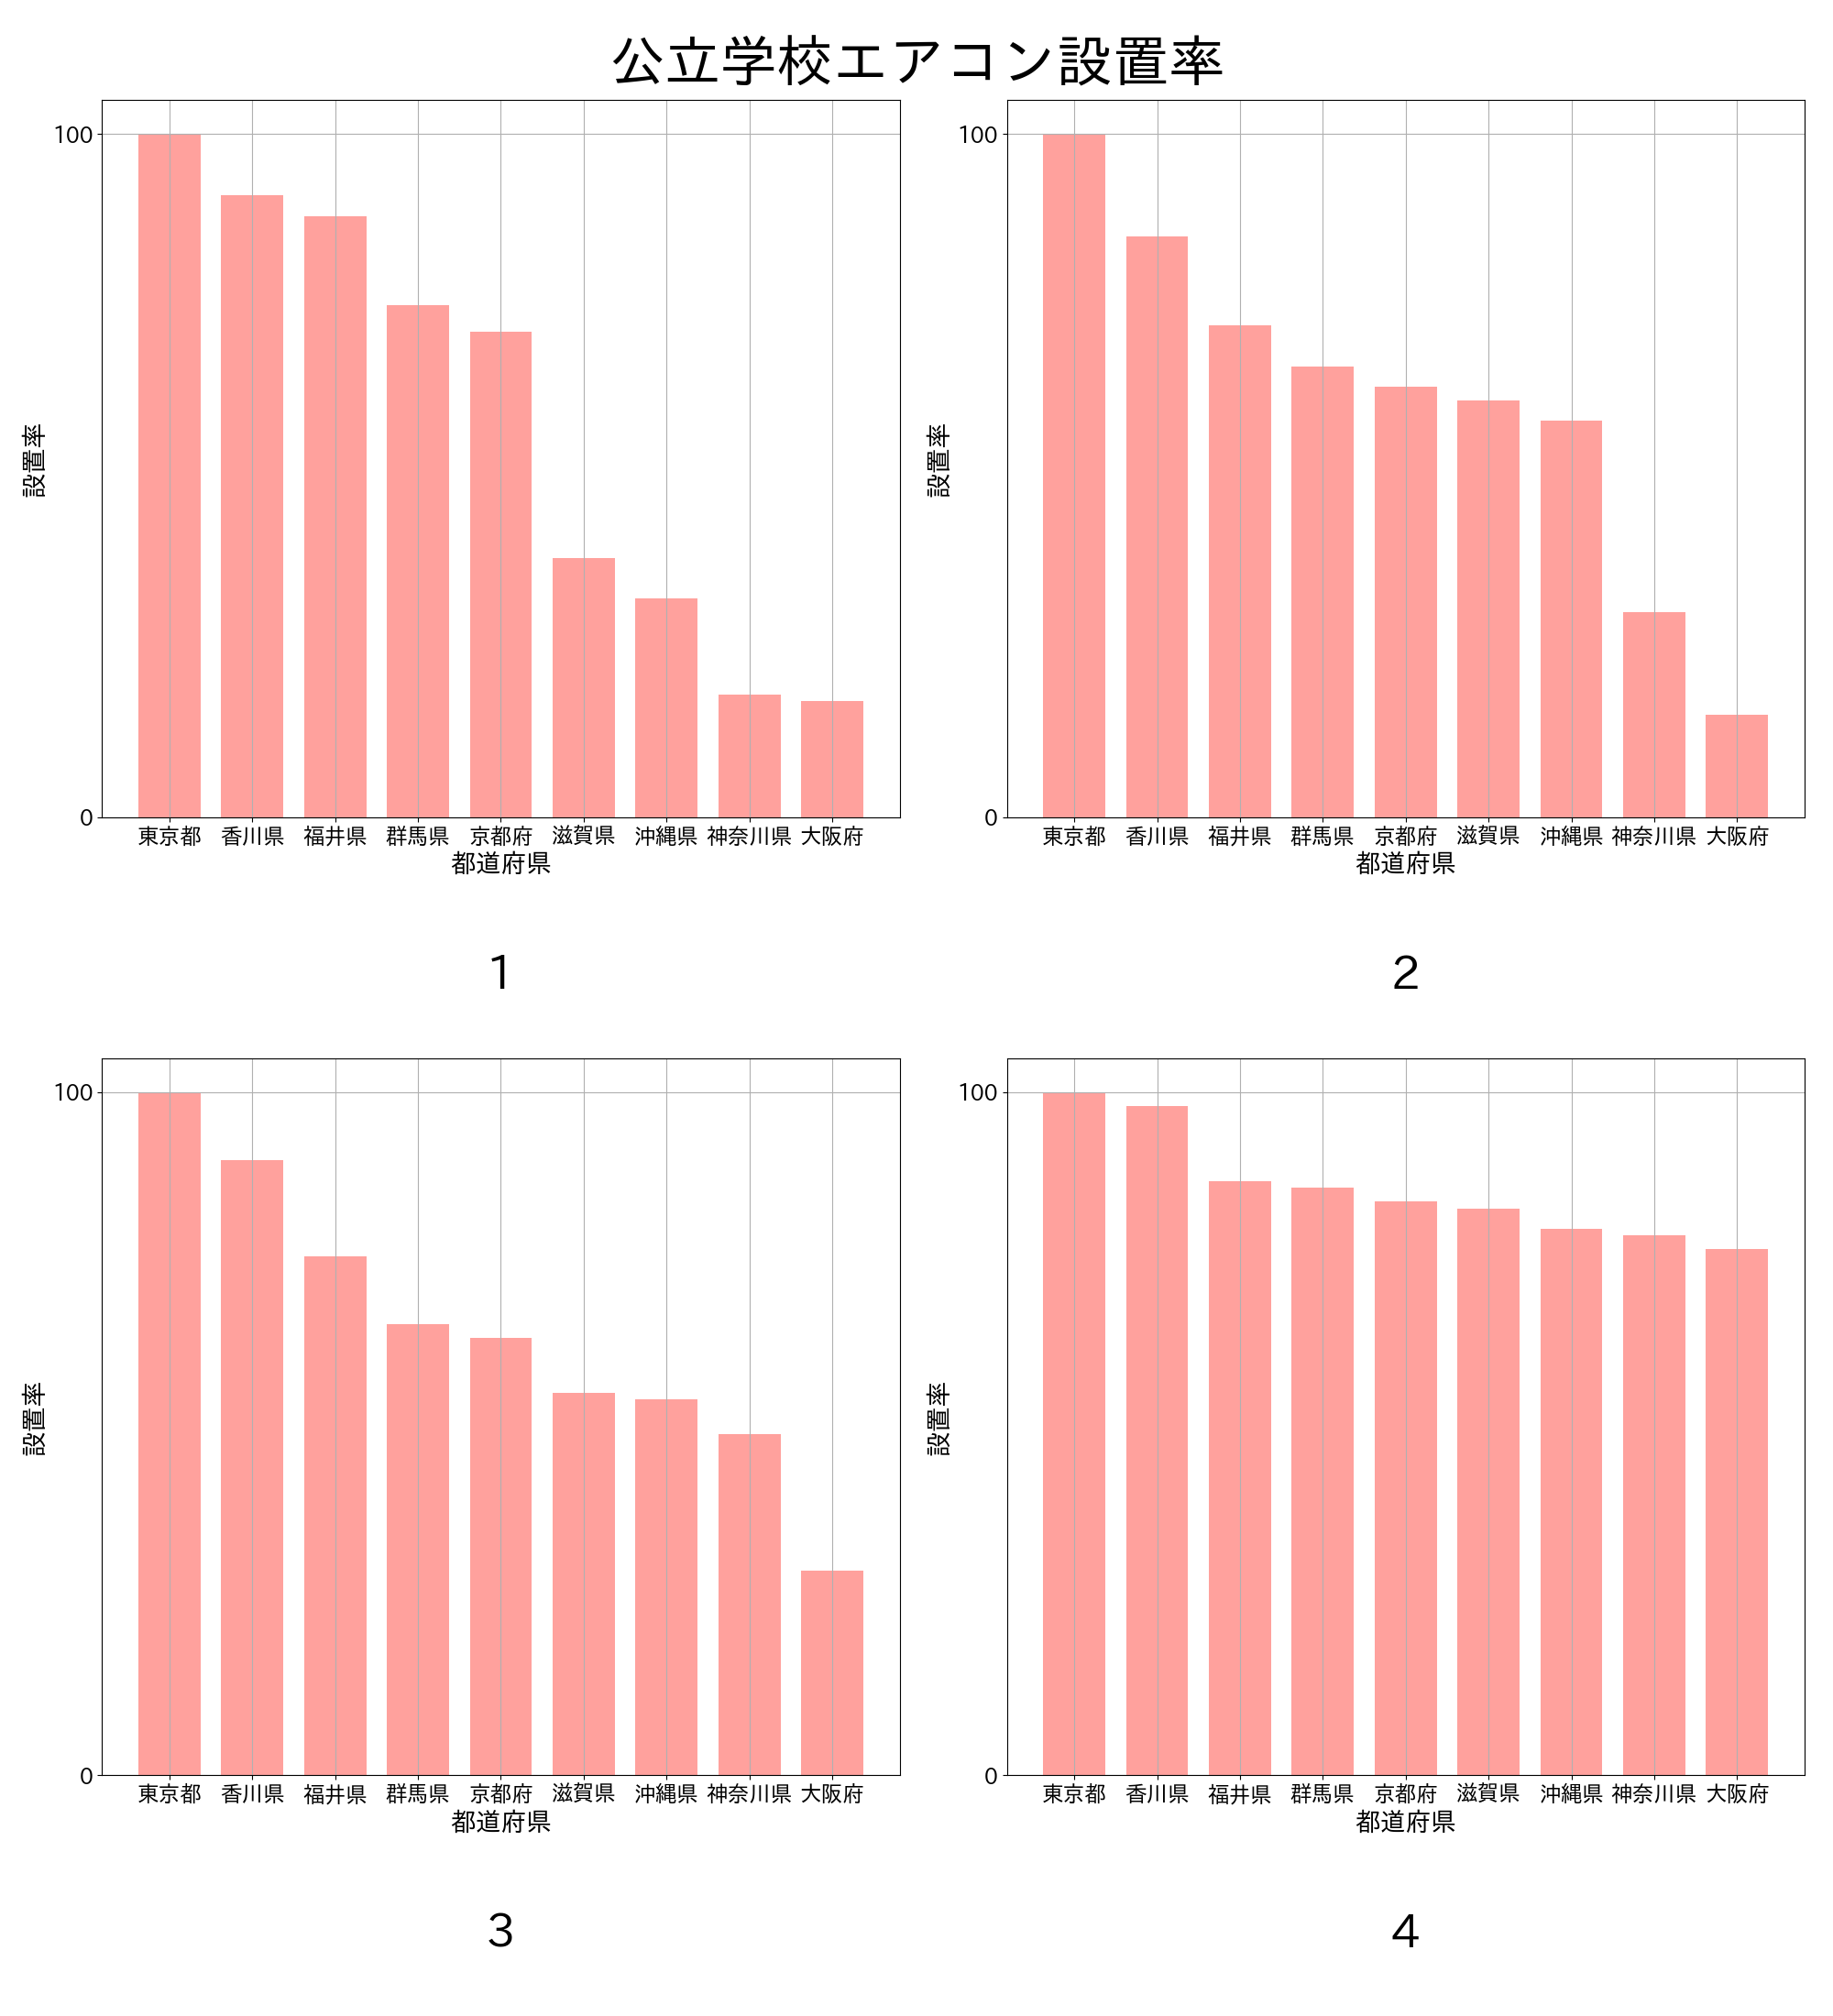 公立学校エアコン設置率
100
0
設置率
東京都 香川県 福井県 群馬県 京都府 滋賀県 沖縄県 神奈川県 大阪府
都道府県
1
100
0
設置率
東京都 香川県 福井県 群馬県 京都府 滋賀県 沖縄県 神奈川県 大阪府
都道府県
2
100
0
設置率
東京都 香川県 福井県 群馬県 京都府 滋賀県 沖縄県 神奈川県 大阪府
都道府県
3
100
0
設置率
東京都 香川県 福井県 群馬県 京都府 滋賀県 沖縄県 神奈川県 大阪府
都道府県
4